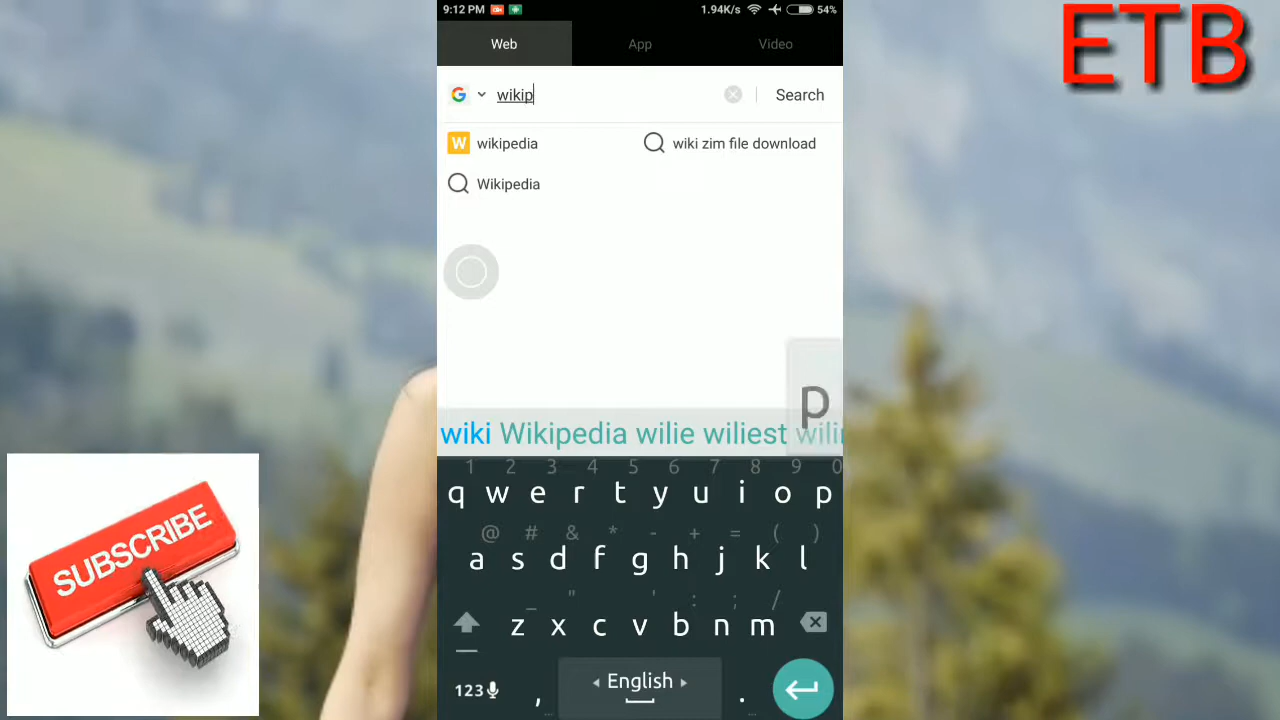 9:12 PM 1.94K/s 54%
ETB
Web App Video
wikip Search
W wikipedia wiki zim file download
Wikipedia
p
wiki Wikipedia wilie wiliest
1 2 3 4 5 6 7 8 9 0
q w e r t y u i o p
@ # & * - + = ( )
a s d f g h j k l
_ " ' : ; /
z x c v b n m
123 , English .
SUBSCRIBE